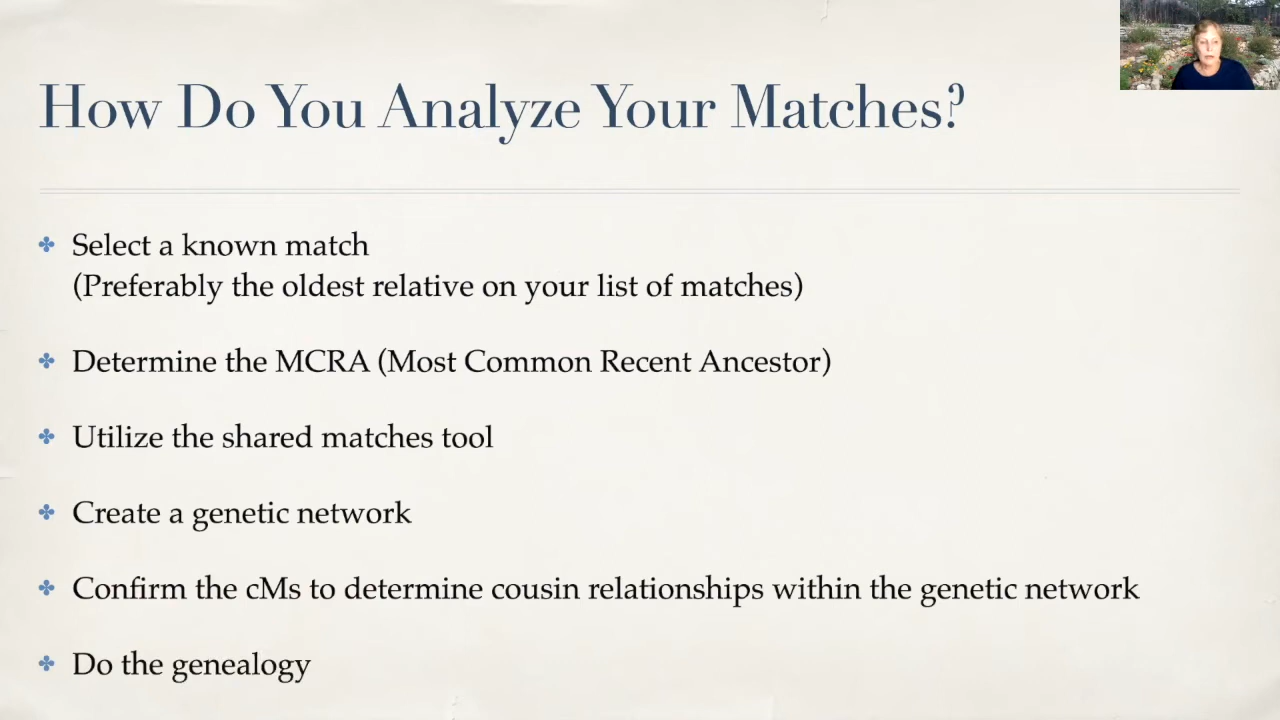 How Do You Analyze Your Matches?
Select a known match
(Preferably the oldest relative on your list of matches)
Determine the MCRA (Most Common Recent Ancestor)
Utilize the shared matches tool
Create a genetic network
Confirm the cMs to determine cousin relationships within the genetic network
Do the genealogy